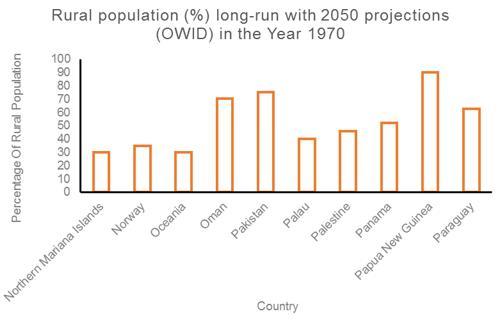 Rural population (%) long-run with 2050 projections
(OWID) in the Year 1970
Percentage Of Rural Population
100
90
80
70
60
50
40
30
20
10
0
Northern Mariana Islands
Norway
Oceania
Oman
Pakistan
Palau
Palestine
Panama
Papua New Guinea
Paraguay
Country